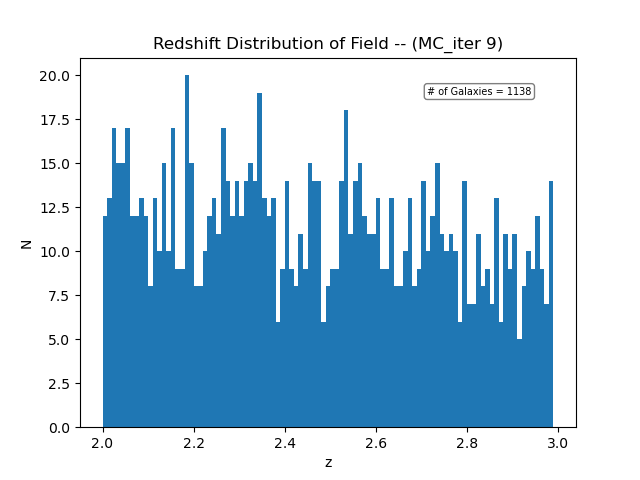 Redshift Distribution of Field -- (MC_iter 9)
# of Galaxies = 1138
20.0
17.5
15.0
12.5
10.0
7.5
5.0
2.5
0.0
N
2.0 2.2 2.4 2.6 2.8 3.0
z